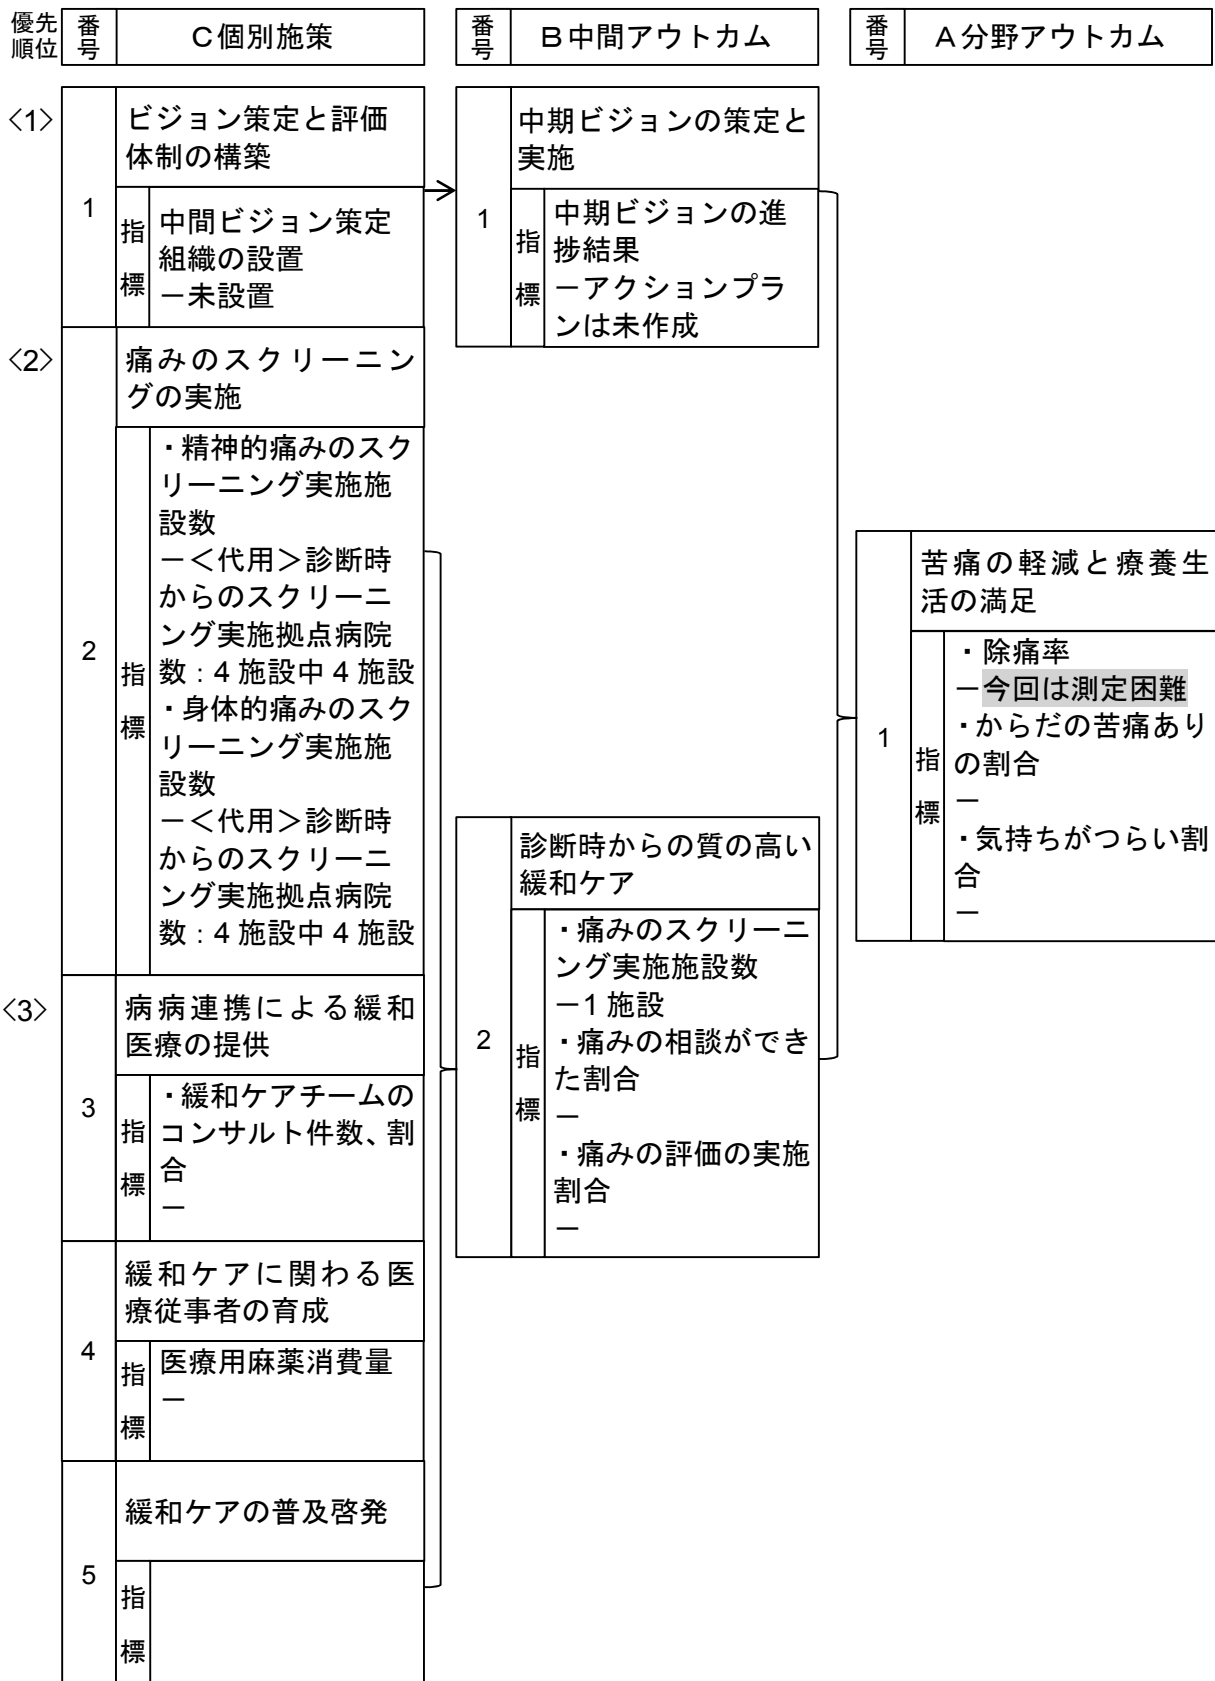 優先順位
番号
C個別施策
番号
B中間アウトカム
番号
A分野アウトカム
<1>
1
ビジョン策定と評価
体制の構築
指標
中間ビジョン策定
組織の設置
－未設置
<2>
2
痛みのスクリーニン
グの実施
指標
・精神的痛みのスク
リーニング実施施
設数
－＜代用＞診断時
からのスクリーニ
ング実施拠点病院
数：4施設中4施設
・身体的痛みのスク
リーニング実施施
設数
－＜代用＞診断時
からのスクリーニ
ング実施拠点病院
数：4施設中4施設
<3>
3
病病連携による緩和
医療の提供
指標
・緩和ケアチームの
コンサルト件数、割
合
－
4
緩和ケアに関わる医
療従事者の育成
指標
医療用麻薬消費量
－
5
緩和ケアの普及啓発
指標
1
中期ビジョンの策定と
実施
指標
中期ビジョンの進
捗結果
－アクションプラ
ンは未作成
2
診断時からの質の高い
緩和ケア
指標
・痛みのスクリーニ
ング実施施設数
－1施設
・痛みの相談ができ
た割合
－
・痛みの評価の実施
割合
－
1
苦痛の軽減と療養生
活の満足
指標
・除痛率
－今回は測定困難
・からだの苦痛あり
の割合
－
・気持ちがつらい割
合
－